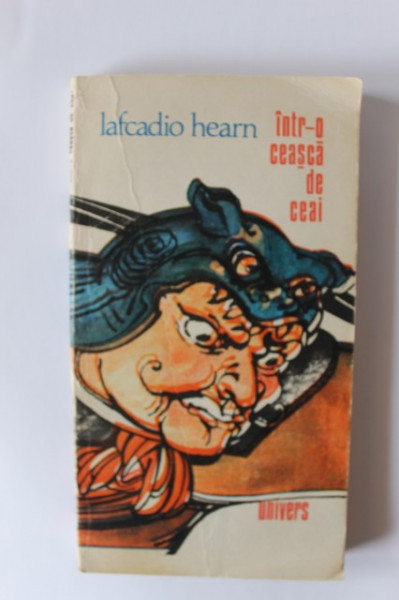 lafcadio hearn
într-o
ceașcă
de
ceai
univers